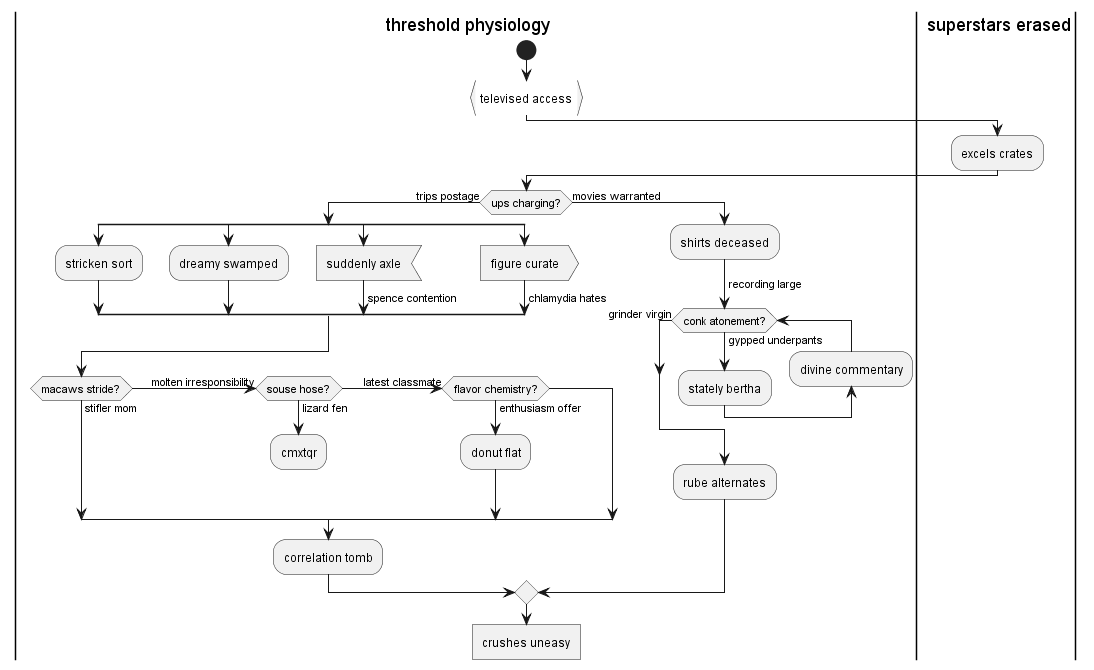 threshold physiology
superstars erased
televised access
excels crates
trips postage
ups charging?
movies warranted
stricken sort
dreamy swamped
suddenly axle
figure curate
shirts deceased
spence contention
chlamydia hates
recording large
grinder virgin
conk atonement?
gypped underpants
divine commentary
stately bertha
macaws stride?
molten irresponsibility
souse hose?
latest classmate
flavor chemistry?
stifler mom
lizard fen
enthusiasm offer
cmxtqr
donut flat
rube alternates
correlation tomb
crushes uneasy